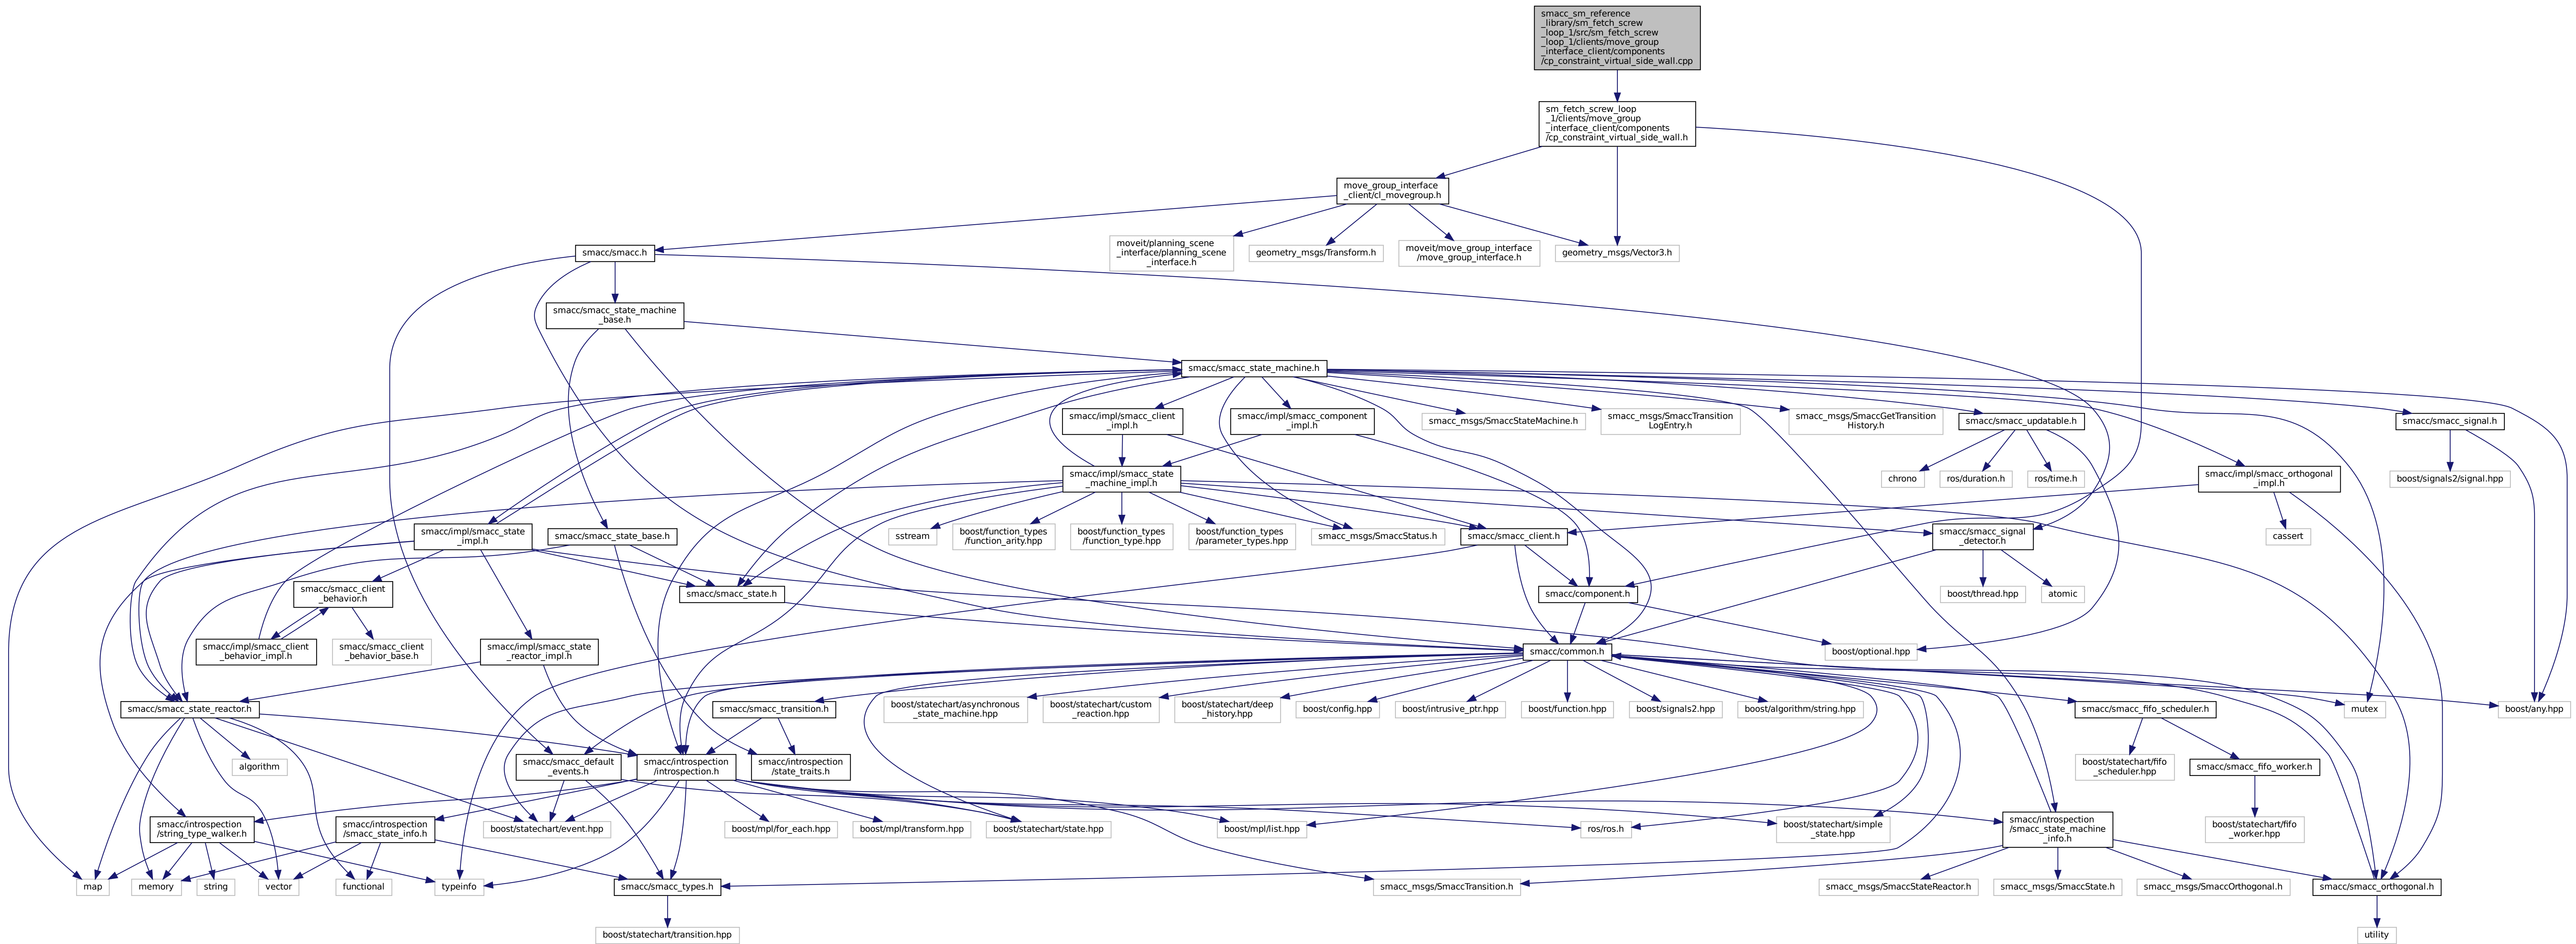 smacc_sm_reference
_library/sm_fetch_screw
_loop_1/src/sm_fetch_screw
_loop_1/clients/move_group
_interface_client/components
/cp_constraint_virtual_side_wall.cpp
sm_fetch_screw_loop
_1/clients/move_group
_interface_client/components
/cp_constraint_virtual_side_wall.h
move_group_interface
_client/cl_movegroup.h
smacc/smacc.h
moveit/planning_scene
_interface/planning_scene
_interface.h
geometry_msgs/Transform.h
moveit/move_group_interface
/move_group_interface.h
geometry_msgs/Vector3.h
smacc/smacc_state_machine
_base.h
smacc/smacc_state_machine.h
smacc/impl/smacc_client
_impl.h
smacc/impl/smacc_component
_impl.h
smacc_msgs/SmaccStateMachine.h
smacc_msgs/SmaccTransition
LogEntry.h
smacc_msgs/SmaccGetTransition
History.h
smacc/smacc_updatable.h
smacc/smacc_signal.h
smacc/impl/smacc_state
_machine_impl.h
chrono
ros/duration.h
ros/time.h
smacc/impl/smacc_orthogonal
_impl.h
boost/signals2/signal.hpp
smacc/impl/smacc_state
_impl.h
smacc/smacc_state_base.h
sstream
boost/function_types
/function_arity.hpp
boost/function_types
/function_type.hpp
boost/function_types
/parameter_types.hpp
smacc_msgs/SmaccStatus.h
smacc/smacc_client.h
smacc/smacc_signal
_detector.h
cassert
smacc/smacc_client
_behavior.h
smacc/smacc_state.h
smacc/component.h
boost/thread.hpp
atomic
smacc/impl/smacc_client
_behavior_impl.h
smacc/smacc_client
_behavior_base.h
smacc/impl/smacc_state
_reactor_impl.h
smacc/common.h
boost/optional.hpp
smacc/smacc_state_reactor.h
smacc/smacc_transition.h
boost/statechart/asynchronous
_state_machine.hpp
boost/statechart/custom
_reaction.hpp
boost/statechart/deep
_history.hpp
boost/config.hpp
boost/intrusive_ptr.hpp
boost/function.hpp
boost/signals2.hpp
boost/algorithm/string.hpp
smacc/smacc_fifo_scheduler.h
mutex
boost/any.hpp
algorithm
smacc/smacc_default
_events.h
smacc/introspection
/introspection.h
smacc/introspection
/state_traits.h
boost/statechart/fifo
_scheduler.hpp
smacc/smacc_fifo_worker.h
smacc/introspection
/string_type_walker.h
smacc/introspection
/smacc_state_info.h
boost/statechart/event.hpp
boost/mpl/for_each.hpp
boost/mpl/transform.hpp
boost/statechart/state.hpp
boost/mpl/list.hpp
ros/ros.h
boost/statechart/simple
_state.hpp
smacc/introspection
/smacc_state_machine
_info.h
boost/statechart/fifo
_worker.hpp
map
memory
string
vector
functional
typeinfo
smacc/smacc_types.h
smacc_msgs/SmaccTransition.h
smacc_msgs/SmaccStateReactor.h
smacc_msgs/SmaccState.h
smacc_msgs/SmaccOrthogonal.h
smacc/smacc_orthogonal.h
boost/statechart/transition.hpp
utility